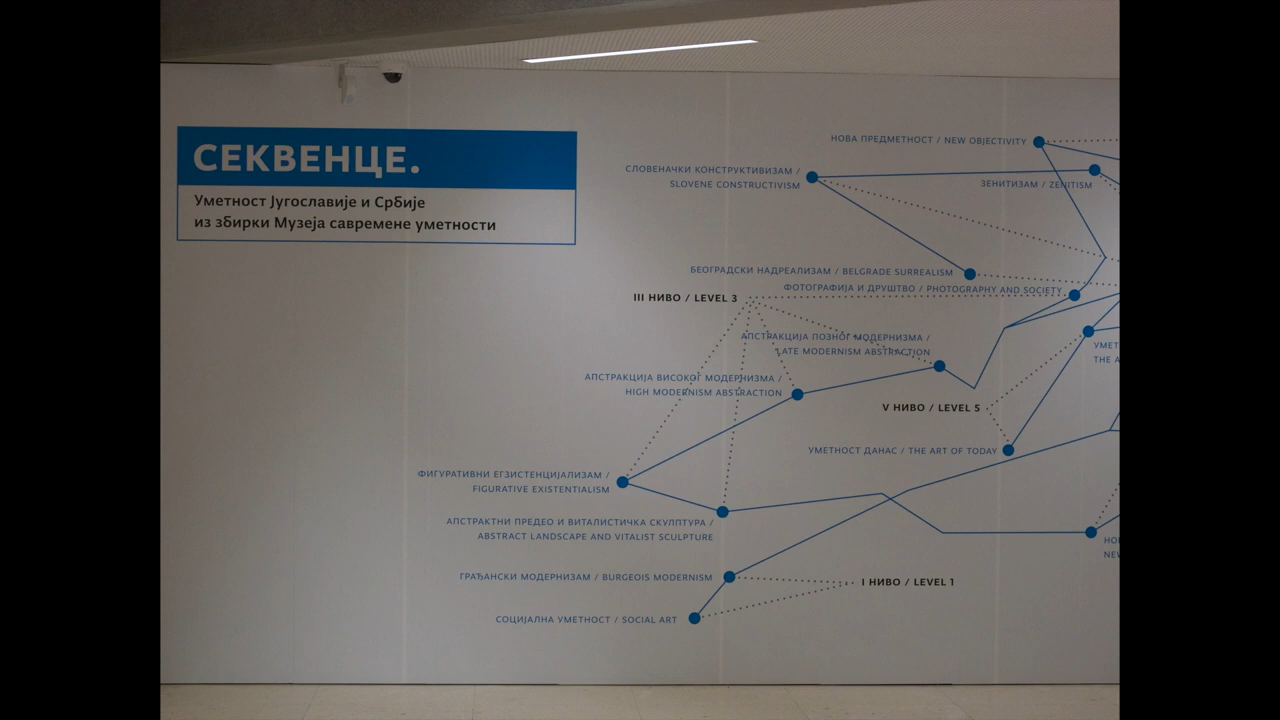 СЕКВЕНЦЕ.
Уметност Југославије и Србије
из збирки Музеја савремене уметности
НОВА ПРЕДМЕТНОСТ / NEW OBJECTIVITY
СЛОВЕНАЧКИ КОНСТРУКТИВИЗАМ /
SLOVENE CONSTRUCTIVISM
ЗЕНИТИЗАМ / ZENITISM
БЕОГРАДСКИ НАДРЕАЛИЗАМ / BELGRADE SURREALISM
ФОТОГРАФИЈА И ДРУШТВО / PHOTOGRAPHY AND SOCIETY
III НИВО / LEVEL 3
АПСТРАКЦИЈА ПОЗНОГ МОДЕРНИЗМА /
LATE MODERNISM ABSTRACTION
УМЕТ
THE A
АПСТРАКЦИЈА ВИСОКОГ МОДЕРНИЗМА /
HIGH MODERNISM ABSTRACTION
V НИВО / LEVEL 5
УМЕТНОСТ ДАНАС / THE ART OF TODAY
ФИГУРАТИВНИ ЕГЗИСТЕНЦИЈАЛИЗАМ /
FIGURATIVE EXISTENTIALISM
АПСТРАКТНИ ПРЕДЕО И ВИТАЛИСТИЧКА СКУЛПТУРА /
ABSTRACT LANDSCAPE AND VITALIST SCULPTURE
НО
NEW
ГРАЂАНСКИ МОДЕРНИЗАМ / BURGEOIS MODERNISM
I НИВО / LEVEL 1
СОЦИЈАЛНА УМЕТНОСТ / SOCIAL ART